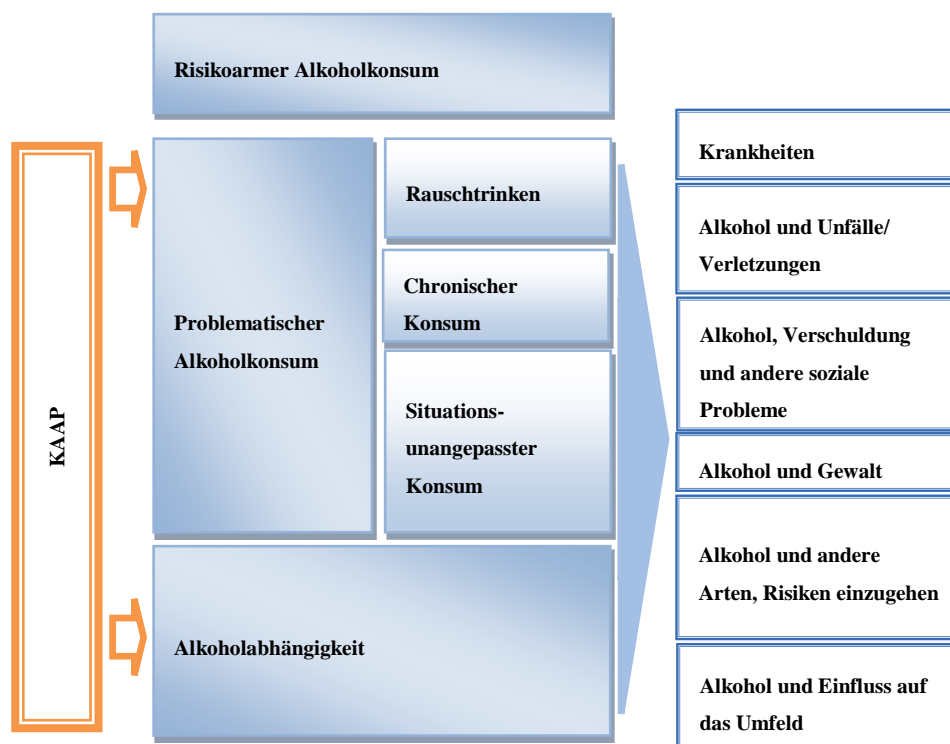 Risikoarmer Alkoholkonsum
KAAP
Problematischer
Alkoholkonsum
Rauschtrinken
Chronischer
Konsum
Situations-
unangepasster
Konsum
Alkoholabhängigkeit
Krankheiten
Alkohol und Unfälle/
Verletzungen
Alkohol, Verschuldung
und andere soziale
Probleme
Alkohol und Gewalt
Alkohol und andere
Arten, Risiken einzugehen
Alkohol und Einfluss auf
das Umfeld